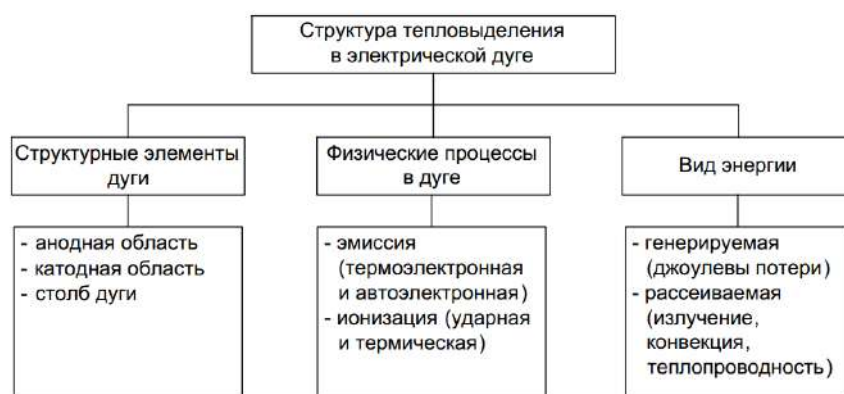 Структура тепловыделения
в электрической дуге
Структурные элементы
дуги
Физические процессы
в дуге
Вид энергии
- анодная область
- катодная область
- столб дуги
- эмиссия
(термоэлектронная
и автоэлектронная)
- ионизация (ударная
и термическая)
- генерируемая
(джоулевы потери)
- рассеиваемая
(излучение,
конвекция,
теплопроводность)